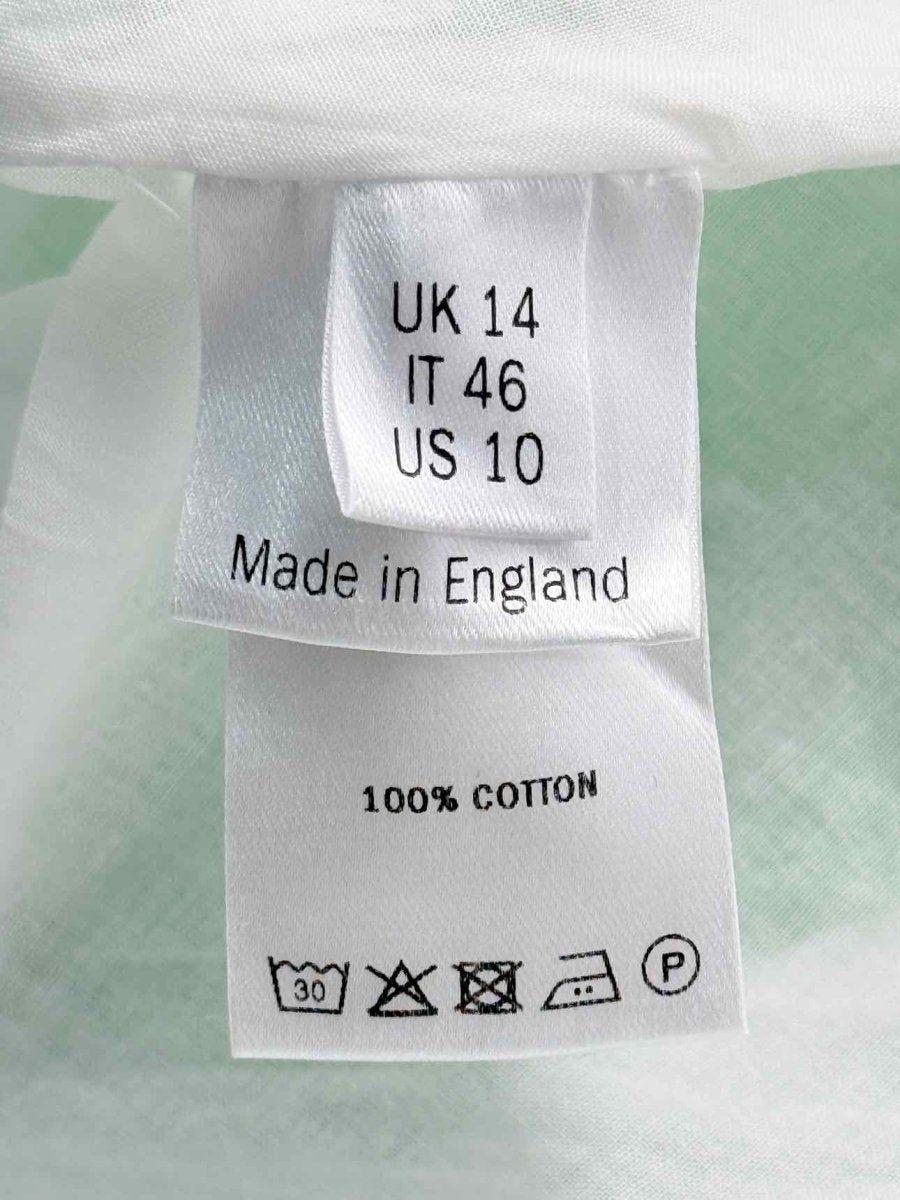 UK 14
IT 46
US 10
Made in England
100% COTTON
30
P